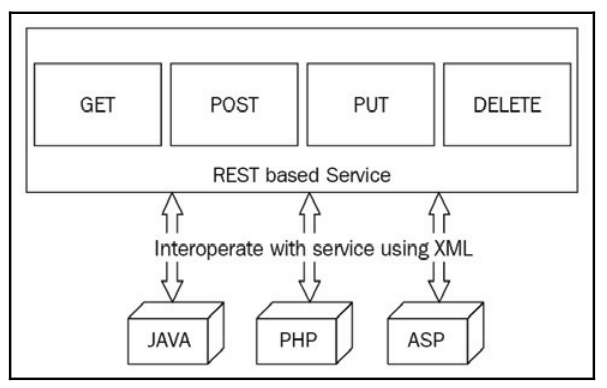 GET POST PUT DELETE
REST based Service
Interoperate with service using XML
JAVA PHP ASP